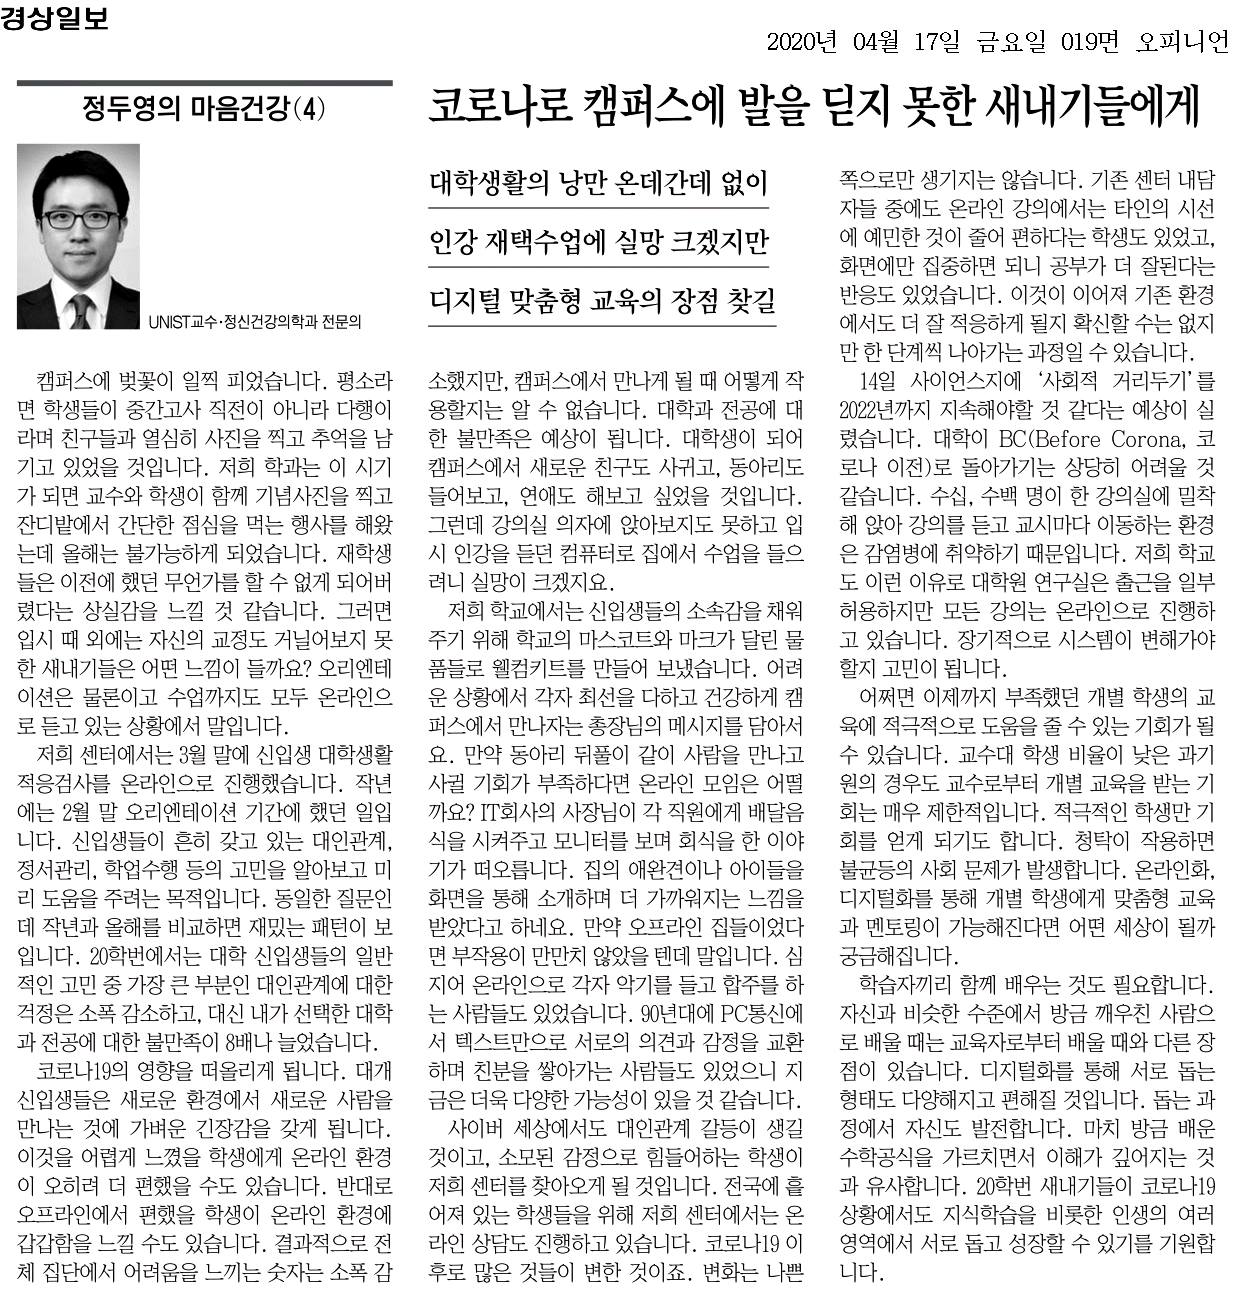 경상일보
2020년 04월 17일 금요일 019면 오피니언
정두영의 마음건강(4)
UNIST교수·정신건강의학과 전문의
코로나로 캠퍼스에 발을 딛지 못한 새내기들에게
대학생활의 낭만 온데간데 없이
인강 재택수업에 실망 크겠지만
디지털 맞춤형 교육의 장점 찾길
캠퍼스에 벚꽃이 일찍 피었습니다. 평소라
면 학생들이 중간고사 직전이 아니라 다행이
라며 친구들과 열심히 사진을 찍고 추억을 남
기고 있었을 것입니다. 저희 학과는 이 시기
가 되면 교수와 학생이 함께 기념사진을 찍고
잔디밭에서 간단한 점심을 먹는 행사를 해왔
는데 올해는 불가능하게 되었습니다. 재학생
들은 이전에 했던 무언가를 할 수 없게 되어버
렸다는 상실감을 느낄 것 같습니다. 그러면
입시 때 외에는 자신의 교정도 거닐어보지 못
한 새내기들은 어떤 느낌이 들까요? 오리엔테
이션은 물론이고 수업까지도 모두 온라인으
로 듣고 있는 상황에서 말입니다.
저희 센터에서는 3월 말에 신입생 대학생활
적응검사를 온라인으로 진행했습니다. 작년
에는 2월 말 오리엔테이션 기간에 했던 일입
니다. 신입생들이 흔히 갖고 있는 대인관계,
정서관리, 학업수행 등의 고민을 알아보고 미
리 도움을 주려는 목적입니다. 동일한 질문인
데 작년과 올해를 비교하면 재밌는 패턴이 보
입니다. 20학번에서는 대학 신입생들의 일반
적인 고민 중 가장 큰 부분인 대인관계에 대한
걱정은 소폭 감소하고, 대신 내가 선택한 대학
과 전공에 대한 불만족이 8배나 늘었습니다.
코로나19의 영향을 떠올리게 됩니다. 대개
신입생들은 새로운 환경에서 새로운 사람을
만나는 것에 가벼운 긴장감을 갖게 됩니다.
이것을 어렵게 느꼈을 학생에게 온라인 환경
이 오히려 더 편했을 수도 있습니다. 반대로
오프라인에서 편했을 학생이 온라인 환경에
갑갑함을 느낄 수도 있습니다. 결과적으로 전
체 집단에서 어려움을 느끼는 숫자는 소폭 감
소했지만, 캠퍼스에서 만나게 될 때 어떻게 작
용할지는 알 수 없습니다. 대학과 전공에 대
한 불만족은 예상이 됩니다. 대학생이 되어
캠퍼스에서 새로운 친구도 사귀고, 동아리도
들어보고, 연애도 해보고 싶었을 것입니다.
그런데 강의실 의자에 앉아보지도 못하고 입
시 인강을 듣던 컴퓨터로 집에서 수업을 들으
려니 실망이 크겠지요.
저희 학교에서는 신입생들의 소속감을 채워
주기 위해 학교의 마스코트와 마크가 달린 물
품들로 웰컴키트를 만들어 보냈습니다. 어려
운 상황에서 각자 최선을 다하고 건강하게 캠
퍼스에서 만나자는 총장님의 메시지를 담아서
요. 만약 동아리 뒤풀이 같이 사람을 만나고
사귈 기회가 부족하다면 온라인 모임은 어떨
까요? IT회사의 사장님이 각 직원에게 배달음
식을 시켜주고 모니터를 보며 회식을 한 이야
기가 떠오릅니다. 집의 애완견이나 아이들을
화면을 통해 소개하며 더 가까워지는 느낌을
받았다고 하네요. 만약 오프라인 집들이었다
면 부작용이 만만치 않았을 텐데 말입니다. 심
지어 온라인으로 각자 악기를 들고 합주를 하
는 사람들도 있었습니다. 90년대에 PC통신에
서 텍스트만으로 서로의 의견과 감정을 교환
하며 친분을 쌓아가는 사람들도 있었으니 지
금은 더욱 다양한 가능성이 있을 것 같습니다.
사이버 세상에서도 대인관계 갈등이 생길
것이고, 소모된 감정으로 힘들어하는 학생이
저희 센터를 찾아오게 될 것입니다. 전국에 흩
어져 있는 학생들을 위해 저희 센터에서는 온
라인 상담도 진행하고 있습니다. 코로나19 이
후로 많은 것들이 변한 것이죠. 변화는 나쁜
쪽으로만 생기지는 않습니다. 기존 센터 내담
자들 중에도 온라인 강의에서는 타인의 시선
에 예민한 것이 줄어 편하다는 학생도 있었고,
화면에만 집중하면 되니 공부가 더 잘된다는
반응도 있었습니다. 이것이 이어져 기존 환경
에서도 더 잘 적응하게 될지 확신할 수는 없지
만 한 단계씩 나아가는 과정일 수 있습니다.
14일 사이언스지에 ‘사회적 거리두기’를
2022년까지 지속해야할 것 같다는 예상이 실
렸습니다. 대학이 BC(Before Corona, 코
로나 이전)로 돌아가기는 상당히 어려울 것
같습니다. 수십, 수백 명이 한 강의실에 밀착
해 앉아 강의를 듣고 교시마다 이동하는 환경
은 감염병에 취약하기 때문입니다. 저희 학교
도 이런 이유로 대학원 연구실은 출근을 일부
허용하지만 모든 강의는 온라인으로 진행하
고 있습니다. 장기적으로 시스템이 변해가야
할지 고민이 됩니다.
어쩌면 이제까지 부족했던 개별 학생의 교
육에 적극적으로 도움을 줄 수 있는 기회가 될
수 있습니다. 교수대 학생 비율이 낮은 과기
원의 경우도 교수로부터 개별 교육을 받는 기
회는 매우 제한적입니다. 적극적인 학생만 기
회를 얻게 되기도 합니다. 청탁이 작용하면
불균등의 사회 문제가 발생합니다. 온라인화,
디지털화를 통해 개별 학생에게 맞춤형 교육
과 멘토링이 가능해진다면 어떤 세상이 될까
궁금해집니다.
학습자끼리 함께 배우는 것도 필요합니다.
자신과 비슷한 수준에서 방금 깨우친 사람으
로 배울 때는 교육자로부터 배울 때와 다른 장
점이 있습니다. 디지털화를 통해 서로 돕는
형태도 다양해지고 편해질 것입니다. 돕는 과
정에서 자신도 발전합니다. 마치 방금 배운
수학공식을 가르치면서 이해가 깊어지는 것
과 유사합니다. 20학번 새내기들이 코로나19
상황에서도 지식학습을 비롯한 인생의 여러
영역에서 서로 돕고 성장할 수 있기를 기원합
니다.